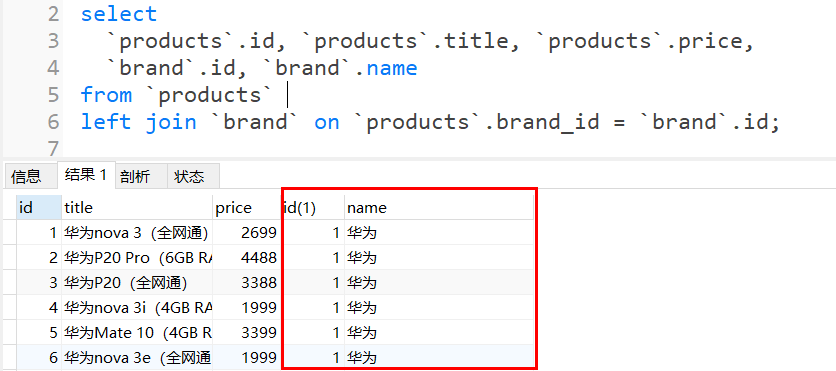 2 select
3 `products`.id, `products`.title, `products`.price,
4 `brand`.id, `brand`.name
5 from `products`
6 left join `brand` on `products`.brand_id = `brand`.id;
7
信息 结果 1 剖析 状态
id title price id(1) name
1 华为nova 3（全网通） 2699 1 华为
2 华为P20 Pro（6GB RA 4488 1 华为
3 华为P20（全网通） 3388 1 华为
4 华为nova 3i（4GB RA 1999 1 华为
5 华为Mate 10（4GB R 3399 1 华为
6 华为nova 3e（全网通 1999 1 华为